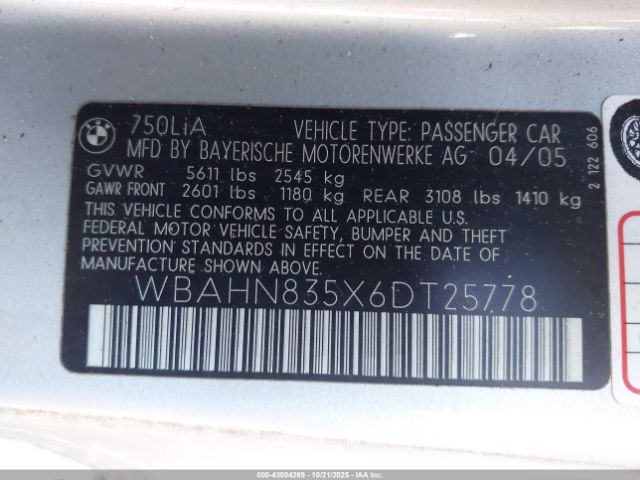 BMW
750LiA VEHICLE TYPE: PASSENGER CAR
MFD BY BAYERISCHE MOTORENWERKE AG 04/05
GVWR 5611 lbs 2545 kg
GAWR FRONT 2601 lbs 1180 kg REAR 3108 lbs 1410 kg
THIS VEHICLE CONFORMS TO ALL APPLICABLE U.S.
FEDERAL MOTOR VEHICLE SAFETY, BUMPER AND THEFT
PREVENTION STANDARDS IN EFFECT ON THE DATE OF
MANUFACTURE SHOWN ABOVE.
WBAHN835X6DT25778
2 122 606
000-43504269 - 10/21/2025 - IAAI.com